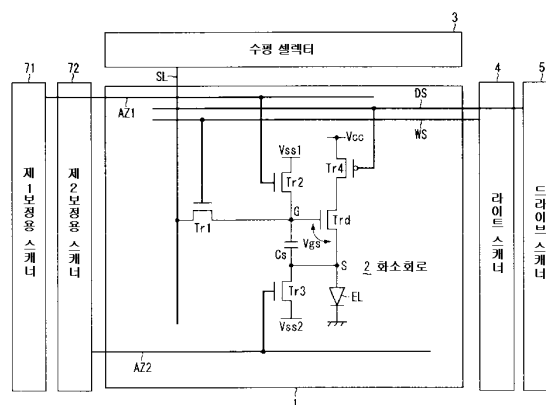 3
수평 셀렉터
71
72
SL
4
5
AZ1
DS
WS
Vss1
Vcc
Tr4
Tr2
G
Trd
Tr1
Cs
Vgs
S
2 화소회로
Tr3
EL
Vss2
AZ2
1
제1보정용 스캐너
제2보정용 스캐너
라이트 스캐너
드라이브 스캐너